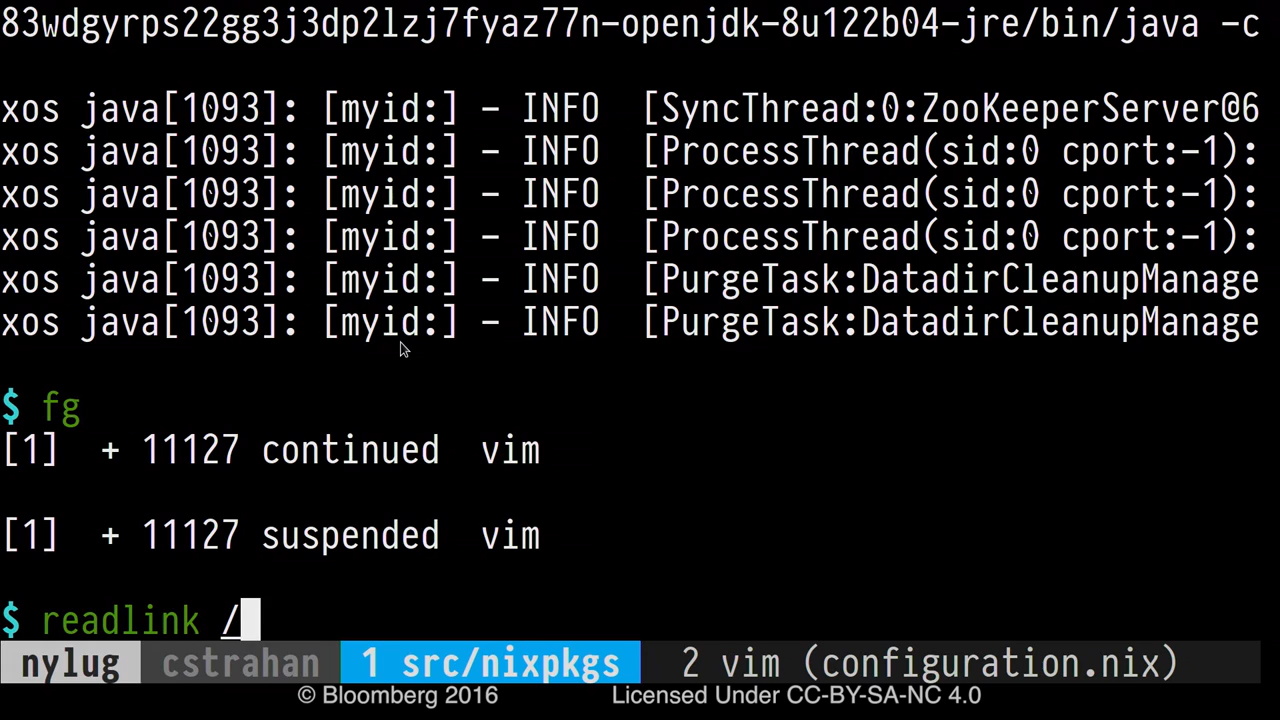 83wdgyrps22gg3j3dp2lzj7fyaz77n-openjdk-8u122b04-jre/bin/java -c
xos java[1093]: [myid:] - INFO  [SyncThread:0:ZooKeeperServer@6
xos java[1093]: [myid:] - INFO  [ProcessThread(sid:0 cport:-1):
xos java[1093]: [myid:] - INFO  [ProcessThread(sid:0 cport:-1):
xos java[1093]: [myid:] - INFO  [ProcessThread(sid:0 cport:-1):
xos java[1093]: [myid:] - INFO  [PurgeTask:DatadirCleanupManage
xos java[1093]: [myid:] - INFO  [PurgeTask:DatadirCleanupManage
$ fg
[1]  + 11127 continued  vim
[1]  + 11127 suspended  vim
$ readlink /
nylug cstrahan 1 src/nixpkgs 2 vim (configuration.nix)
© Bloomberg 2016 Licensed Under CC-BY-SA-NC 4.0